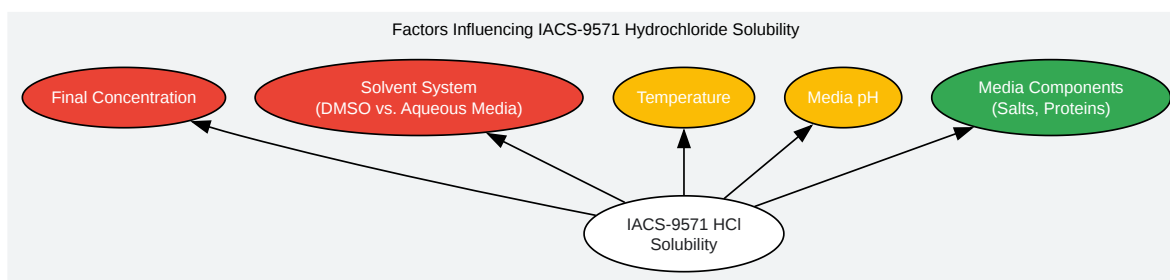 Factors Influencing IACS-9571 Hydrochloride Solubility
Final Concentration
Solvent System
(DMSO vs. Aqueous Media)
Temperature
Media pH
Media Components
(Salts, Proteins)
IACS-9571 HCl
Solubility